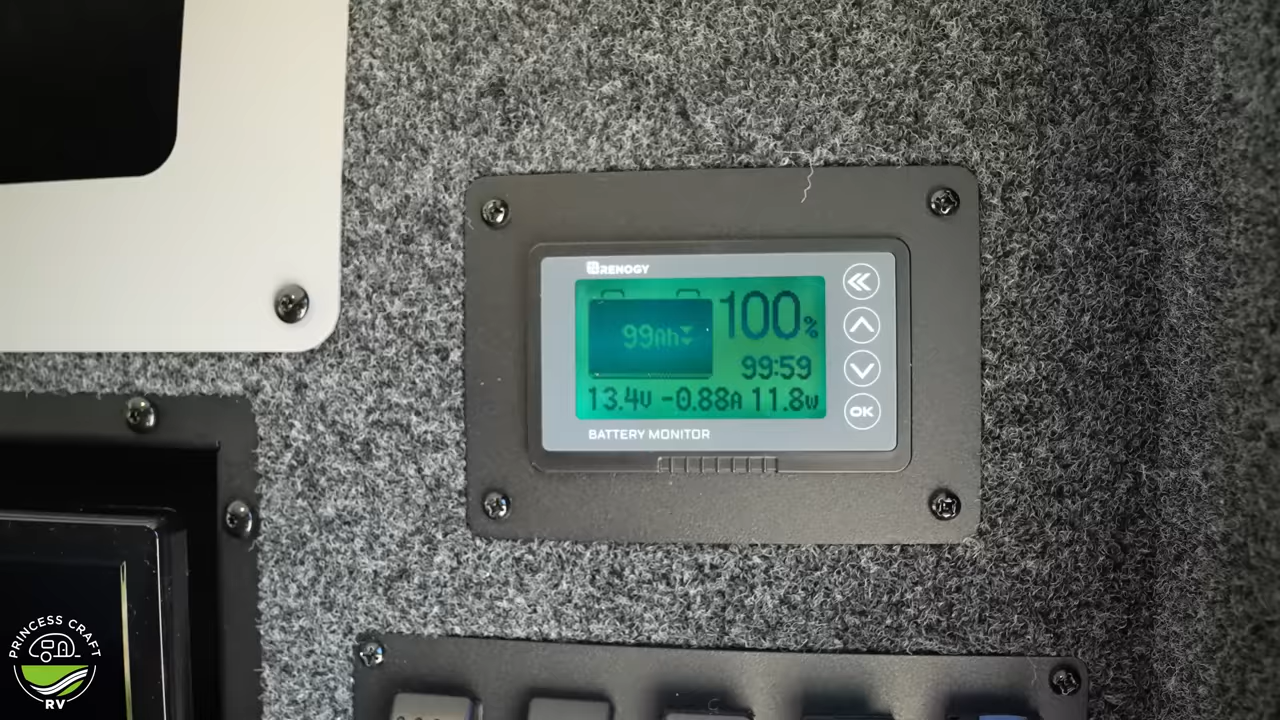 RENOGY
99Ah
100%
99:59
13.4V -0.88A 11.8W
OK
BATTERY MONITOR
PRINCESS CRAFT
RV